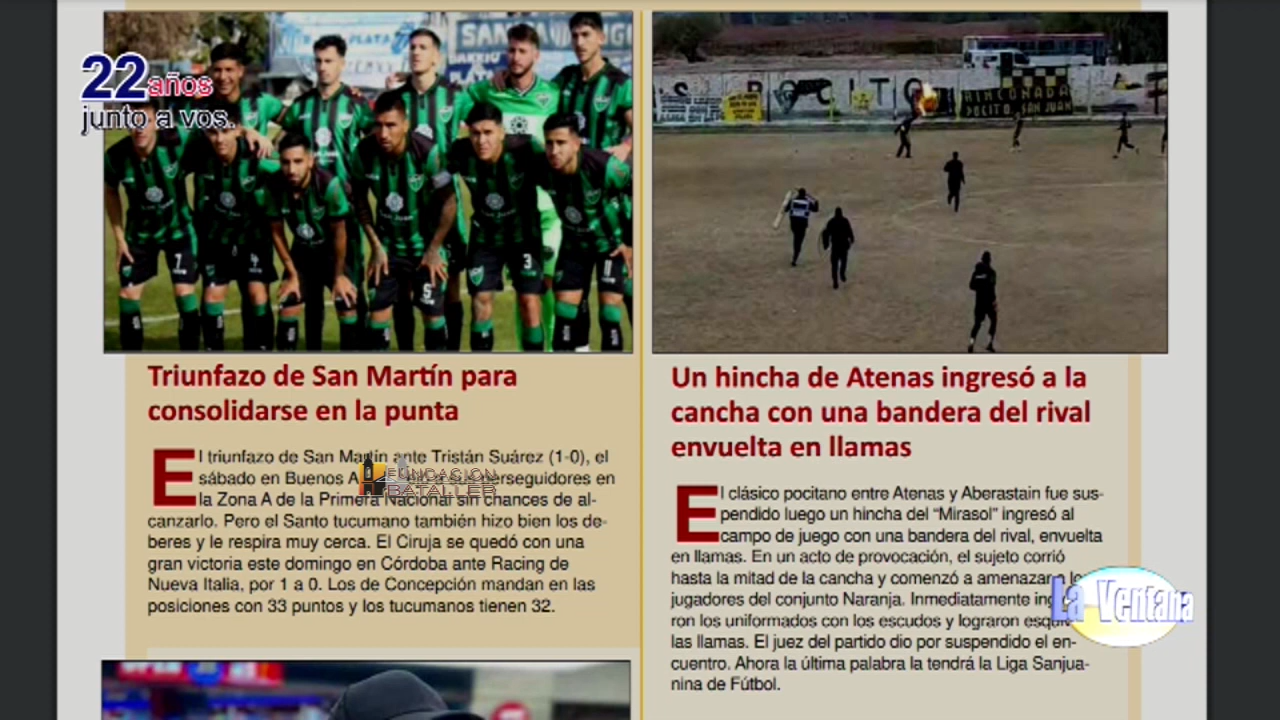 22 años
junto a vos.
S POCITO
RINCONADA
POCITO SAN JUAN
Triunfazo de San Martín para
consolidarse en la punta
El triunfazo de San Martín ante Tristán Suárez (1-0), el
sábado en Buenos A perseguidores en
la Zona A de la Primera Nacional sin chances de al-
canzarlo. Pero el Santo tucumano también hizo bien los de-
beres y le respira muy cerca. El Ciruja se quedó con una
gran victoria este domingo en Córdoba ante Racing de
Nueva Italia, por 1 a 0. Los de Concepción mandan en las
posiciones con 33 puntos y los tucumanos tienen 32.
FUNDACION
BATALLER
Un hincha de Atenas ingresó a la
cancha con una bandera del rival
envuelta en llamas
El clásico pocitano entre Atenas y Aberastain fue sus-
pendido luego un hincha del “Mirasol” ingresó al
campo de juego con una bandera del rival, envuelta
en llamas. En un acto de provocación, el sujeto corrió
hasta la mitad de la cancha y comenzó a amenazar a lo
jugadores del conjunto Naranja. Inmediatamente ing
ron los uniformados con los escudos y lograron esqui
las llamas. El juez del partido dio por suspendido el en-
cuentro. Ahora la última palabra la tendrá la Liga Sanjua-
nina de Fútbol.
La Ventana